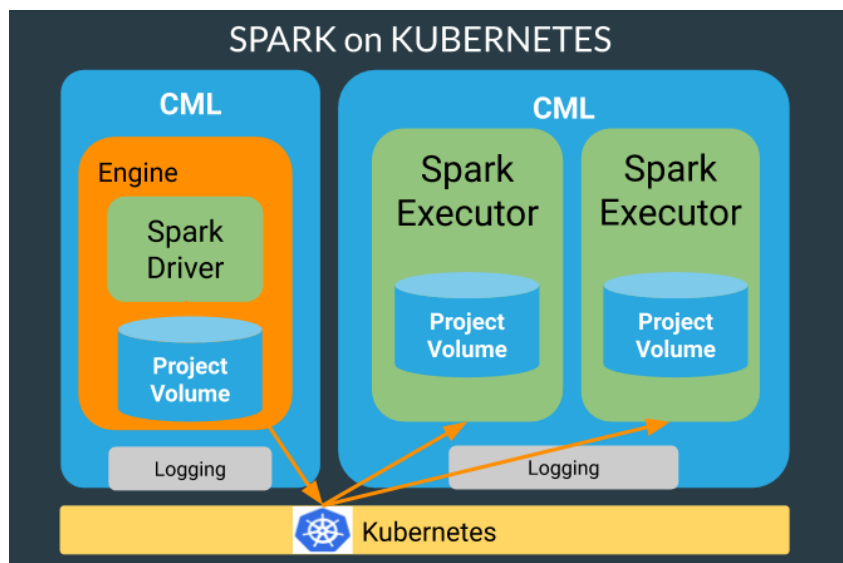 SPARK on KUBERNETES
CML
Engine
Spark
Driver
Project
Volume
Logging
CML
Spark
Executor
Project
Volume
Spark
Executor
Project
Volume
Logging
Kubernetes